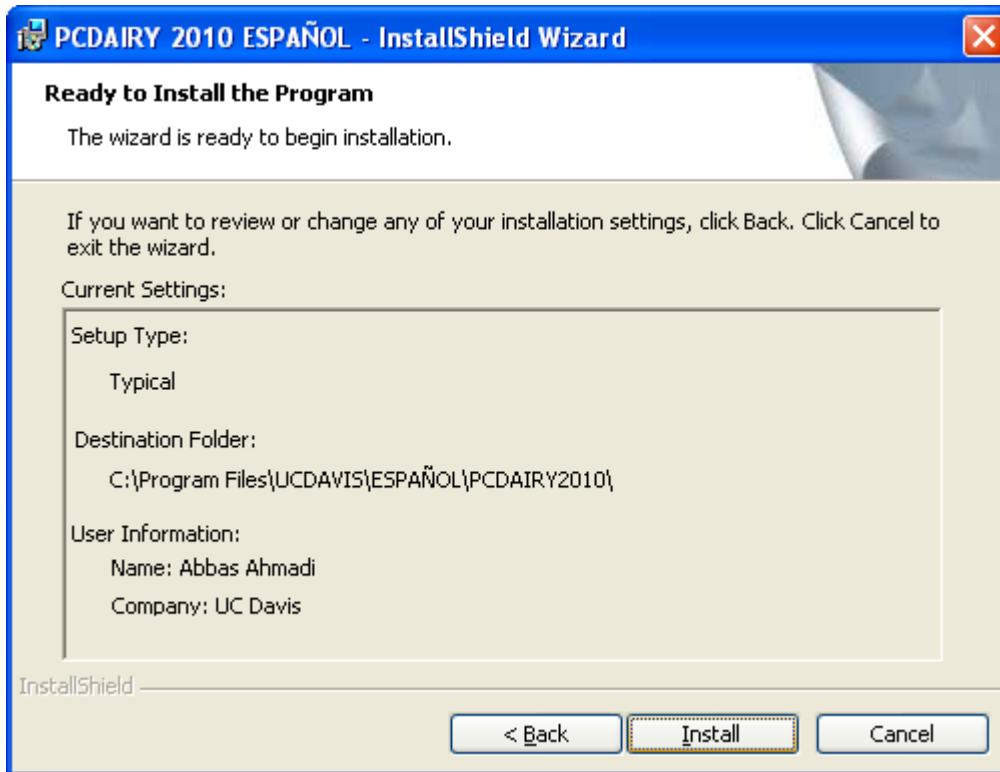 PCDAIRY 2010 ESPAÑOL - InstallShield Wizard
Ready to Install the Program
The wizard is ready to begin installation.
If you want to review or change any of your installation settings, click Back. Click Cancel to
exit the wizard.
Current Settings:
Setup Type:
Typical
Destination Folder:
C:\Program Files\UCDAVIS\ESPAÑOL\PCDAIRY2010\
User Information:
Name: Abbas Ahmadi
Company: UC Davis
InstallShield
< Back Install Cancel